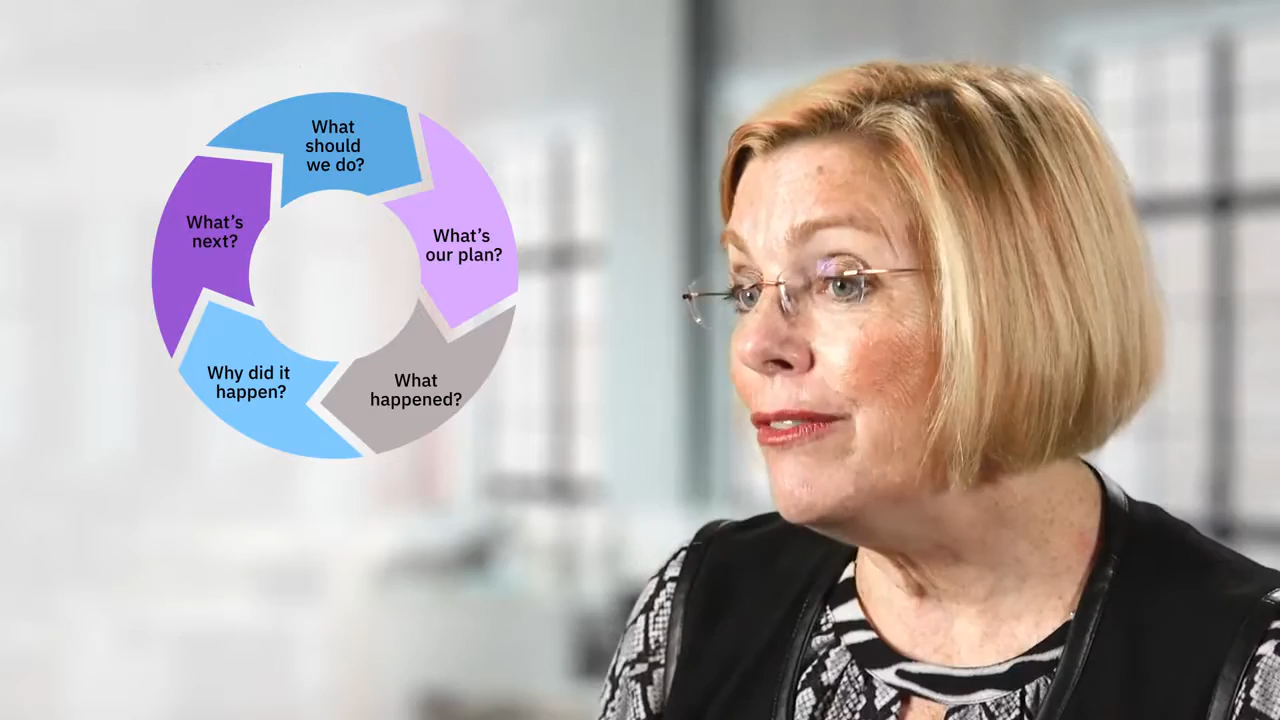 What
should
we do?
What's
next?
What's
our plan?
Why did it
happen?
What
happened?